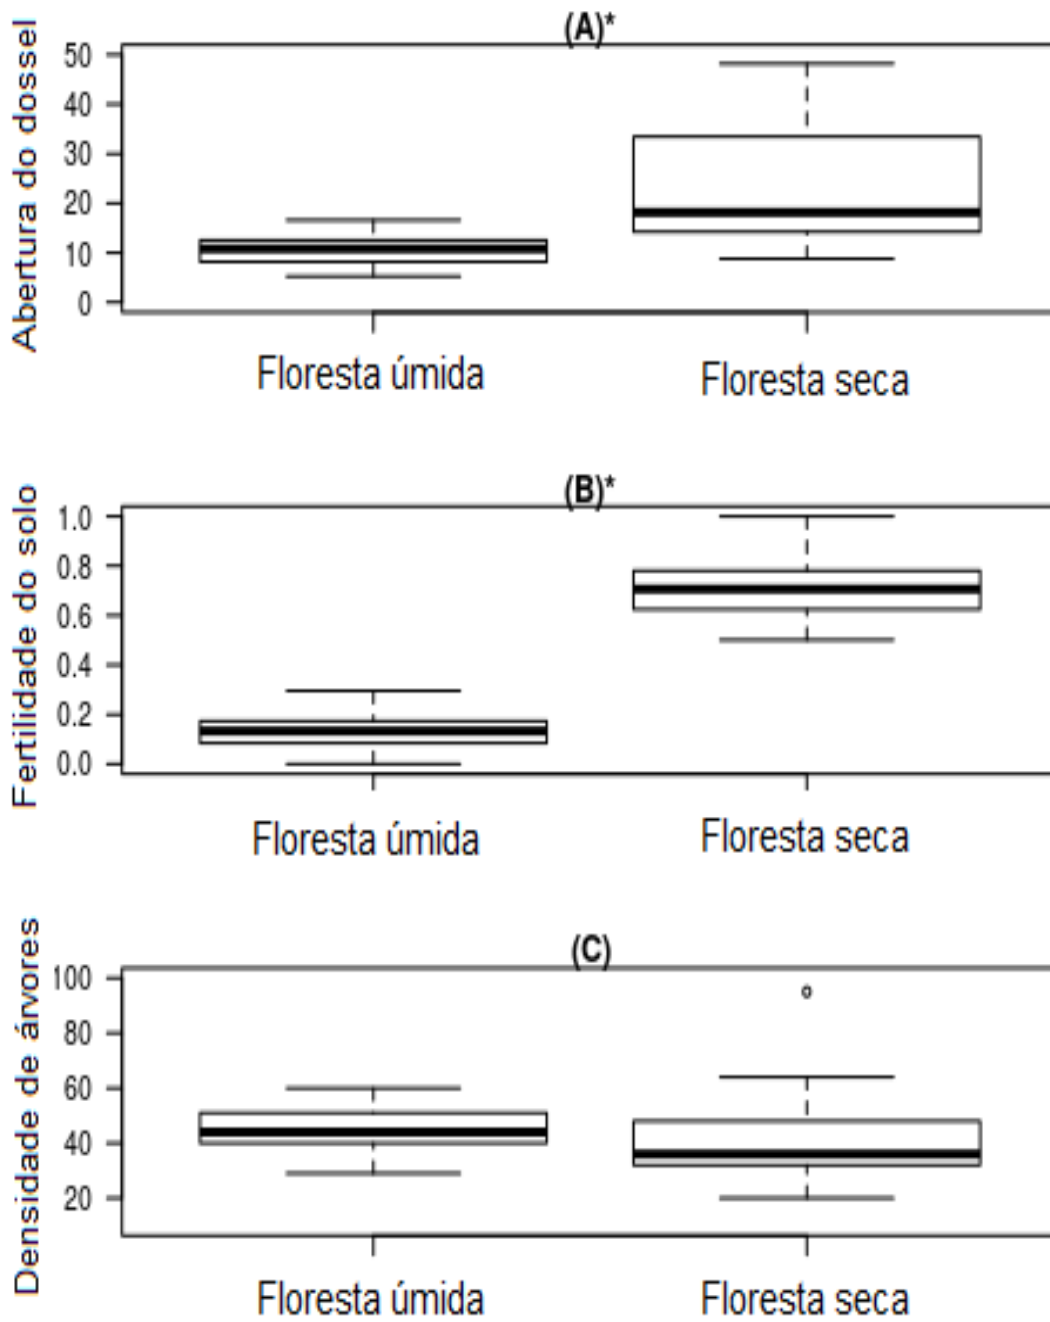 (A)*
Abertura do dossel
50
40
30
20
10
0
Floresta úmida
Floresta seca
(B)*
Fertilidade do solo
1.0
0.8
0.6
0.4
0.2
0.0
Floresta úmida
Floresta seca
(C)
Densidade de árvores
100
80
60
40
20
Floresta úmida
Floresta seca